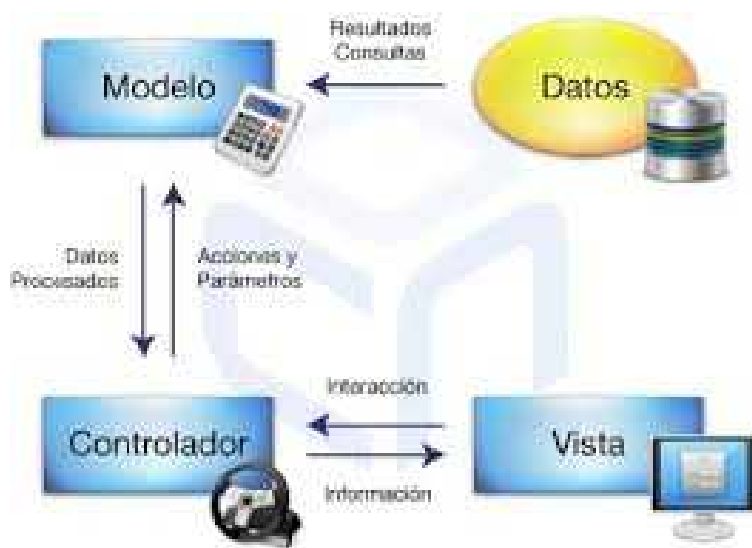 Resultados
Consultas
Modelo
Datos
Datos
Procesados
Acciones y
Parámetros
Interacción
Controlador
Vista
Información